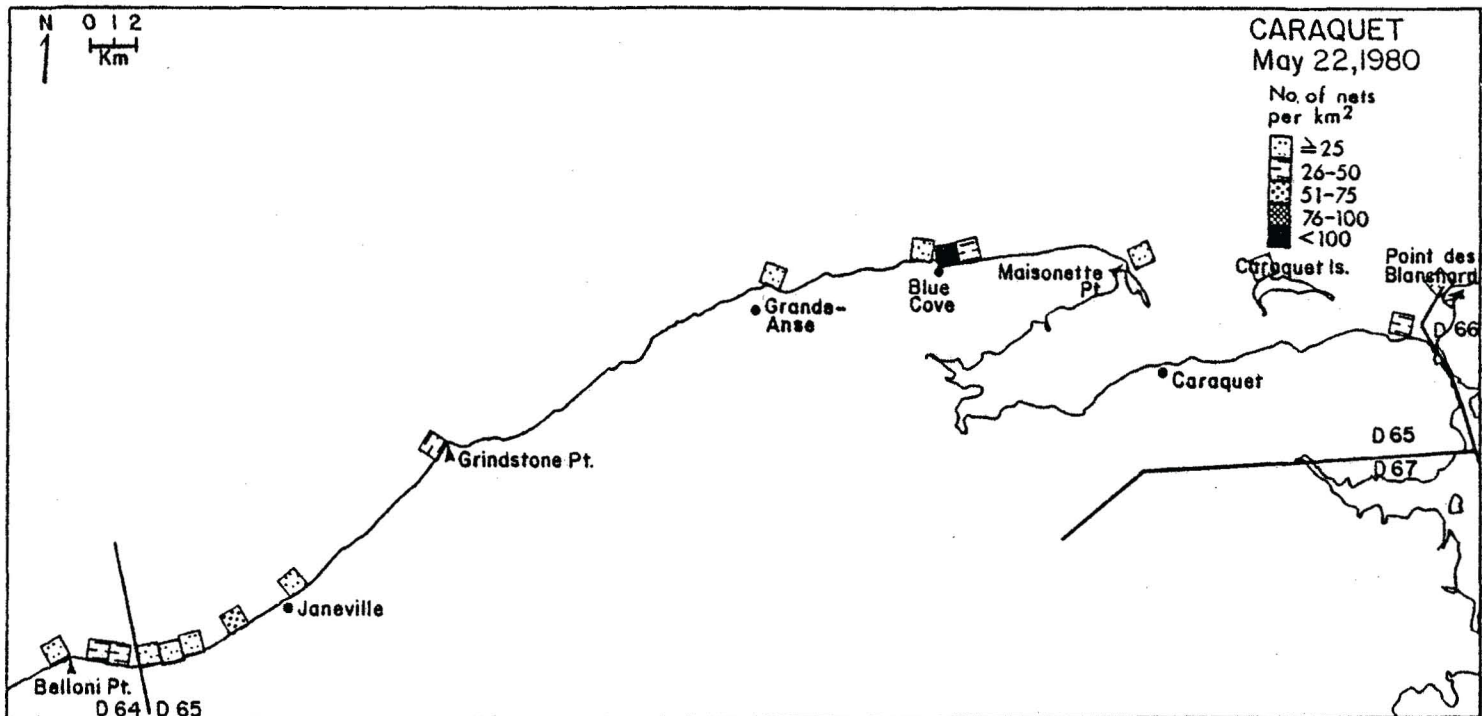 N 0 1 2
Km
CARAQUET
May 22,1980
No. of nets
per km²
≧25
26-50
51-75
76-100
<100
Point des
Blanchard
Caraquet Is.
Maisonette
Pt.
Blue
Cove
Grande-
Anse
D 66
Caraquet
D 65
Grindstone Pt.
D 67
Janeville
Belloni Pt.
D 64 D 65